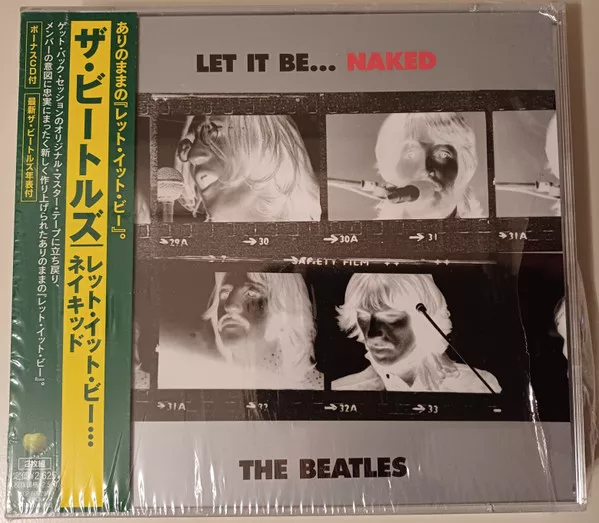 ありのままの『レット・イット・ビー』。
ザ・ビートルズ
レット・イット・ビー…
ネイキッド
ボーナスCD付
最新ザ・ビートルズ年表付
ゲット・バック・セッションのオリジナル・マスター・テープに立ち戻り、
メンバーの意図に忠実にまったく新しく作り上げられたありのままの『レット・イット・ビー』。
2枚組
LET IT BE... NAKED
29A
30
30A
31
31A
SAFETY FILM
31A
32
32A
33
THE BEATLES